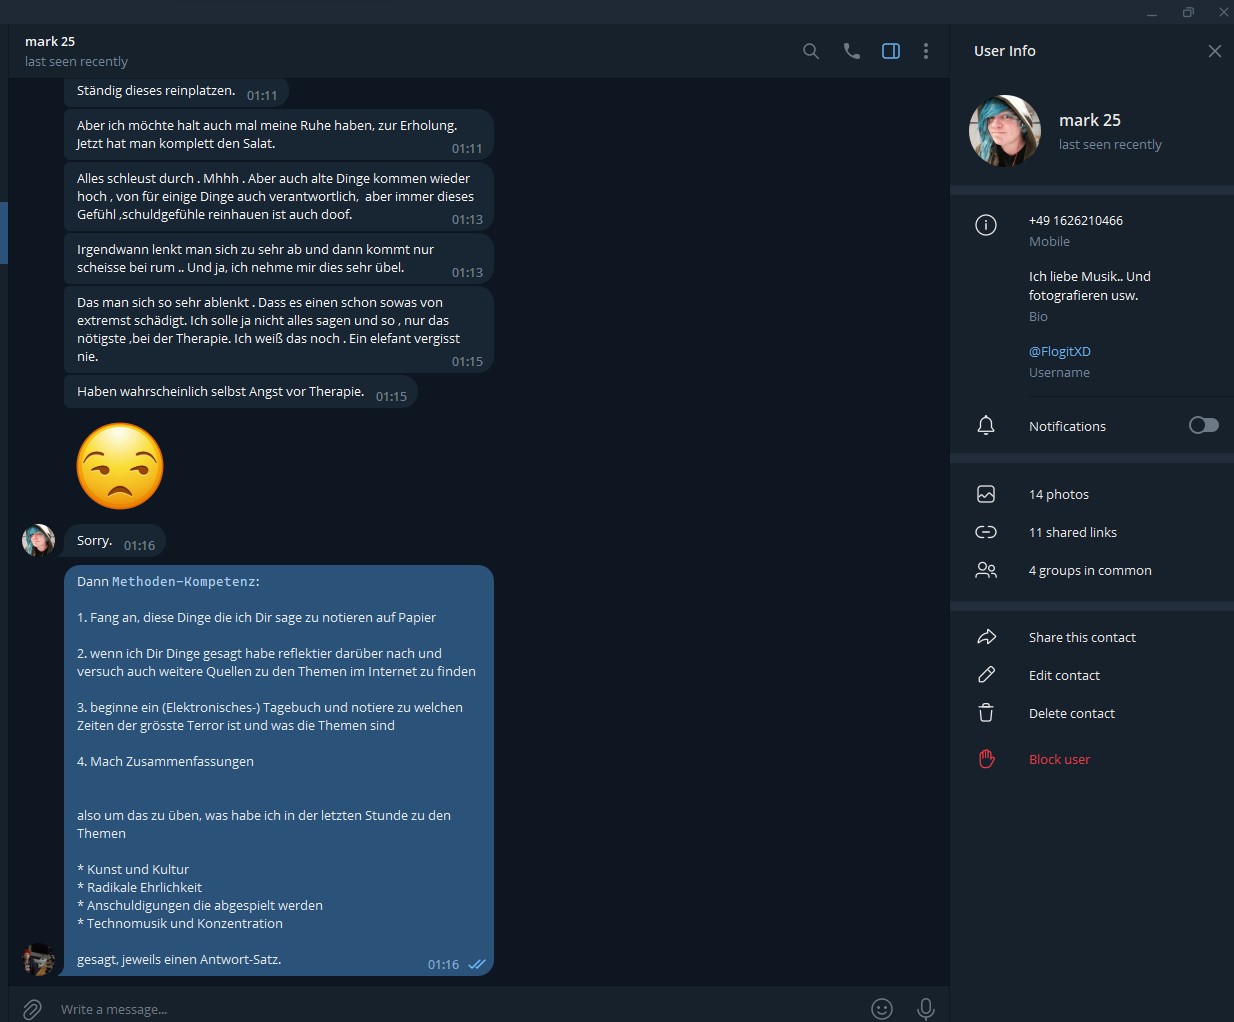 mark 25
last seen recently
Ständig dieses reinplatzen. 01:11
Aber ich möchte halt auch mal meine Ruhe haben, zur Erholung.
Jetzt hat man komplett den Salat. 01:11
Alles schleust durch . Mhhh . Aber auch alte Dinge kommen wieder
hoch , von für einige Dinge auch verantwortlich,  aber immer dieses
Gefühl ,schuldgefühle reinhauen ist auch doof. 01:13
Irgendwann lenkt man sich zu sehr ab und dann kommt nur
scheisse bei rum .. Und ja, ich nehme mir dies sehr übel. 01:13
Das man sich so sehr ablenkt . Dass es einen schon sowas von
extremst schädigt. Ich solle ja nicht alles sagen und so , nur das
nötigste ,bei der Therapie. Ich weiß das noch . Ein elefant vergisst
nie. 01:15
Haben wahrscheinlich selbst Angst vor Therapie. 01:15
Sorry. 01:16
Dann Methoden-Kompetenz:
1. Fang an, diese Dinge die ich Dir sage zu notieren auf Papier
2. wenn ich Dir Dinge gesagt habe reflektier darüber nach und
versuch auch weitere Quellen zu den Themen im Internet zu finden
3. beginne ein (Elektronisches-) Tagebuch und notiere zu welchen
Zeiten der grösste Terror ist und was die Themen sind
4. Mach Zusammenfassungen
also um das zu üben, was habe ich in der letzten Stunde zu den
Themen
* Kunst und Kultur
* Radikale Ehrlichkeit
* Anschuldigungen die abgespielt werden
* Technomusik und Konzentration
gesagt, jeweils einen Antwort-Satz. 01:16
Write a message...
User Info
mark 25
last seen recently
+49 1626210466
Mobile
Ich liebe Musik.. Und
fotografieren usw.
Bio
@FlogitXD
Username
Notifications
14 photos
11 shared links
4 groups in common
Share this contact
Edit contact
Delete contact
Block user